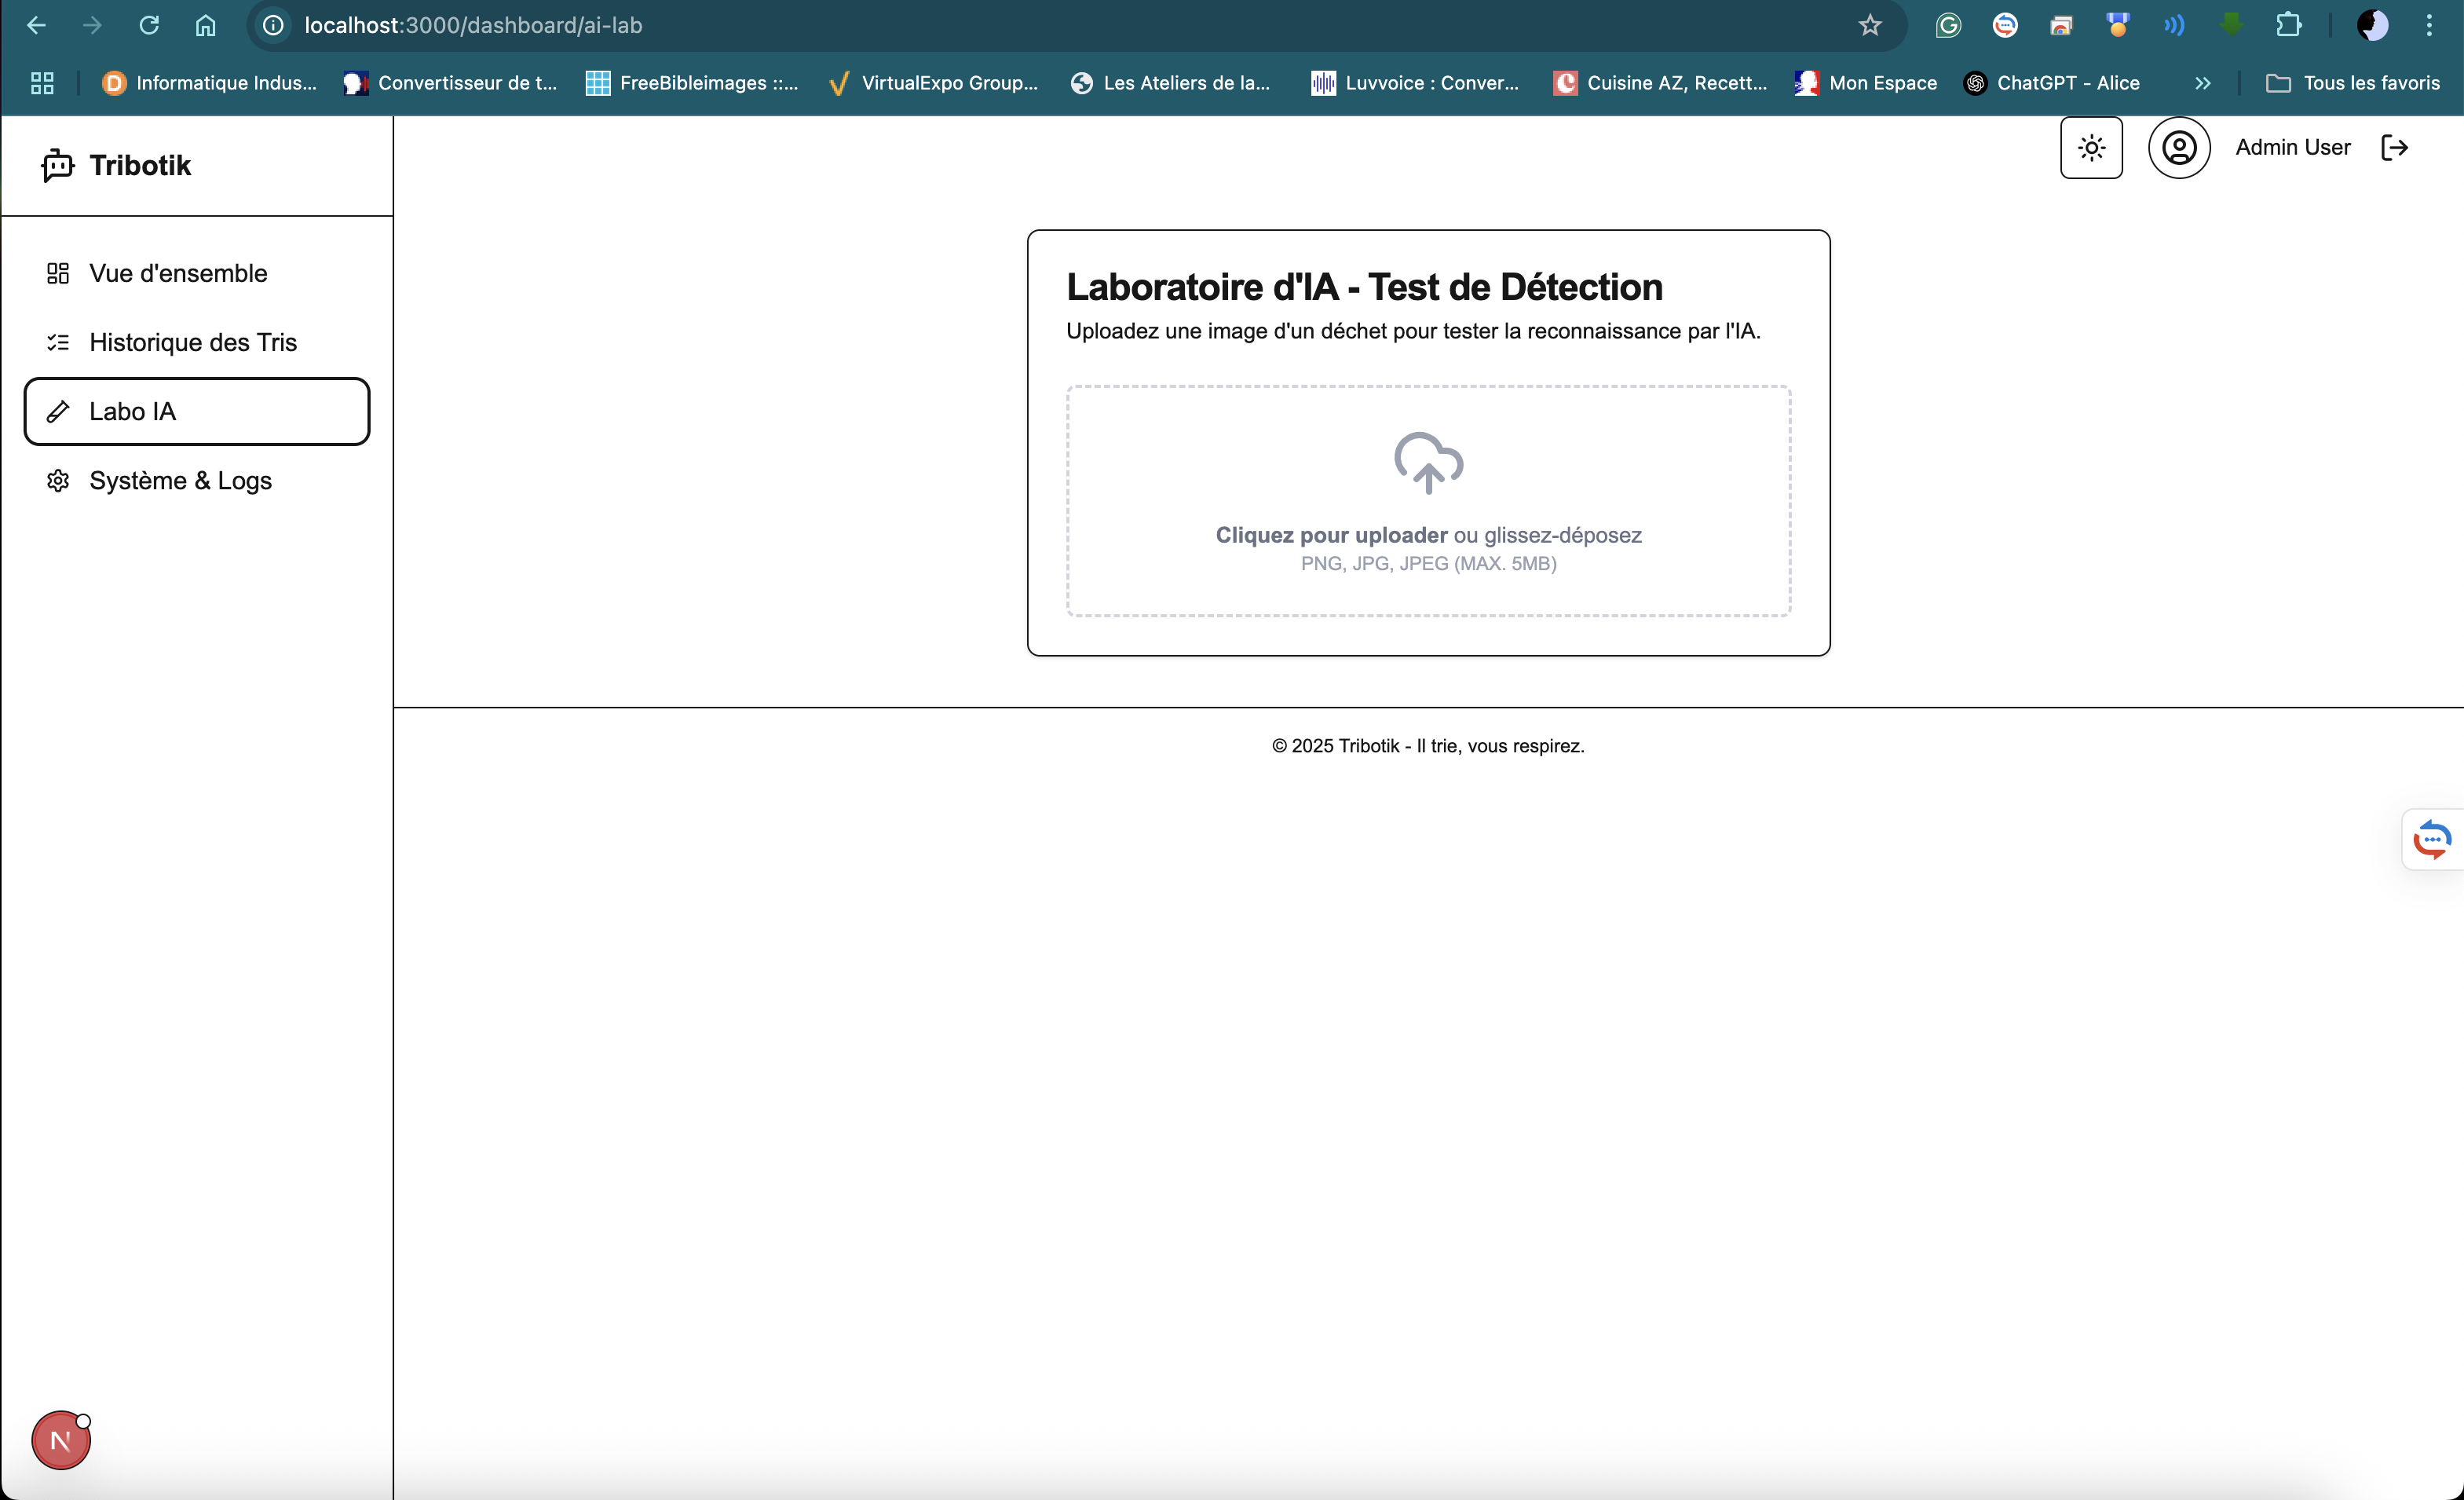 localhost:3000/dashboard/ai-lab
Informatique Indus...
Convertisseur de t...
FreeBibleimages ::...
VirtualExpo Group...
Les Ateliers de la...
Luvvoice : Conver...
Cuisine AZ, Recett...
Mon Espace
ChatGPT - Alice
Tous les favoris
Tribotik
Admin User
Vue d'ensemble
Historique des Tris
Labo IA
Système & Logs
Laboratoire d'IA - Test de Détection
Uploadez une image d'un déchet pour tester la reconnaissance par l'IA.
Cliquez pour uploader ou glissez-déposez
PNG, JPG, JPEG (MAX. 5MB)
© 2025 Tribotik - Il trie, vous respirez.
N